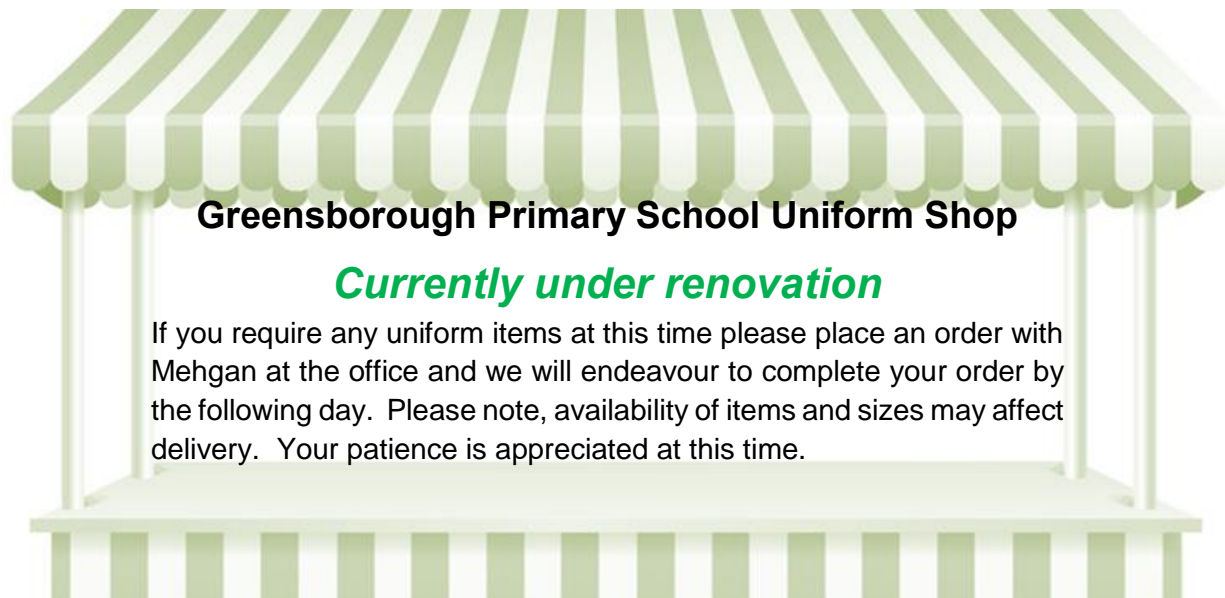 Greensborough Primary School Uniform Shop
Currently under renovation
If you require any uniform items at this time please place an order with
Mehgan at the office and we will endeavour to complete your order by
the following day.  Please note, availability of items and sizes may affect
delivery.  Your patience is appreciated at this time.